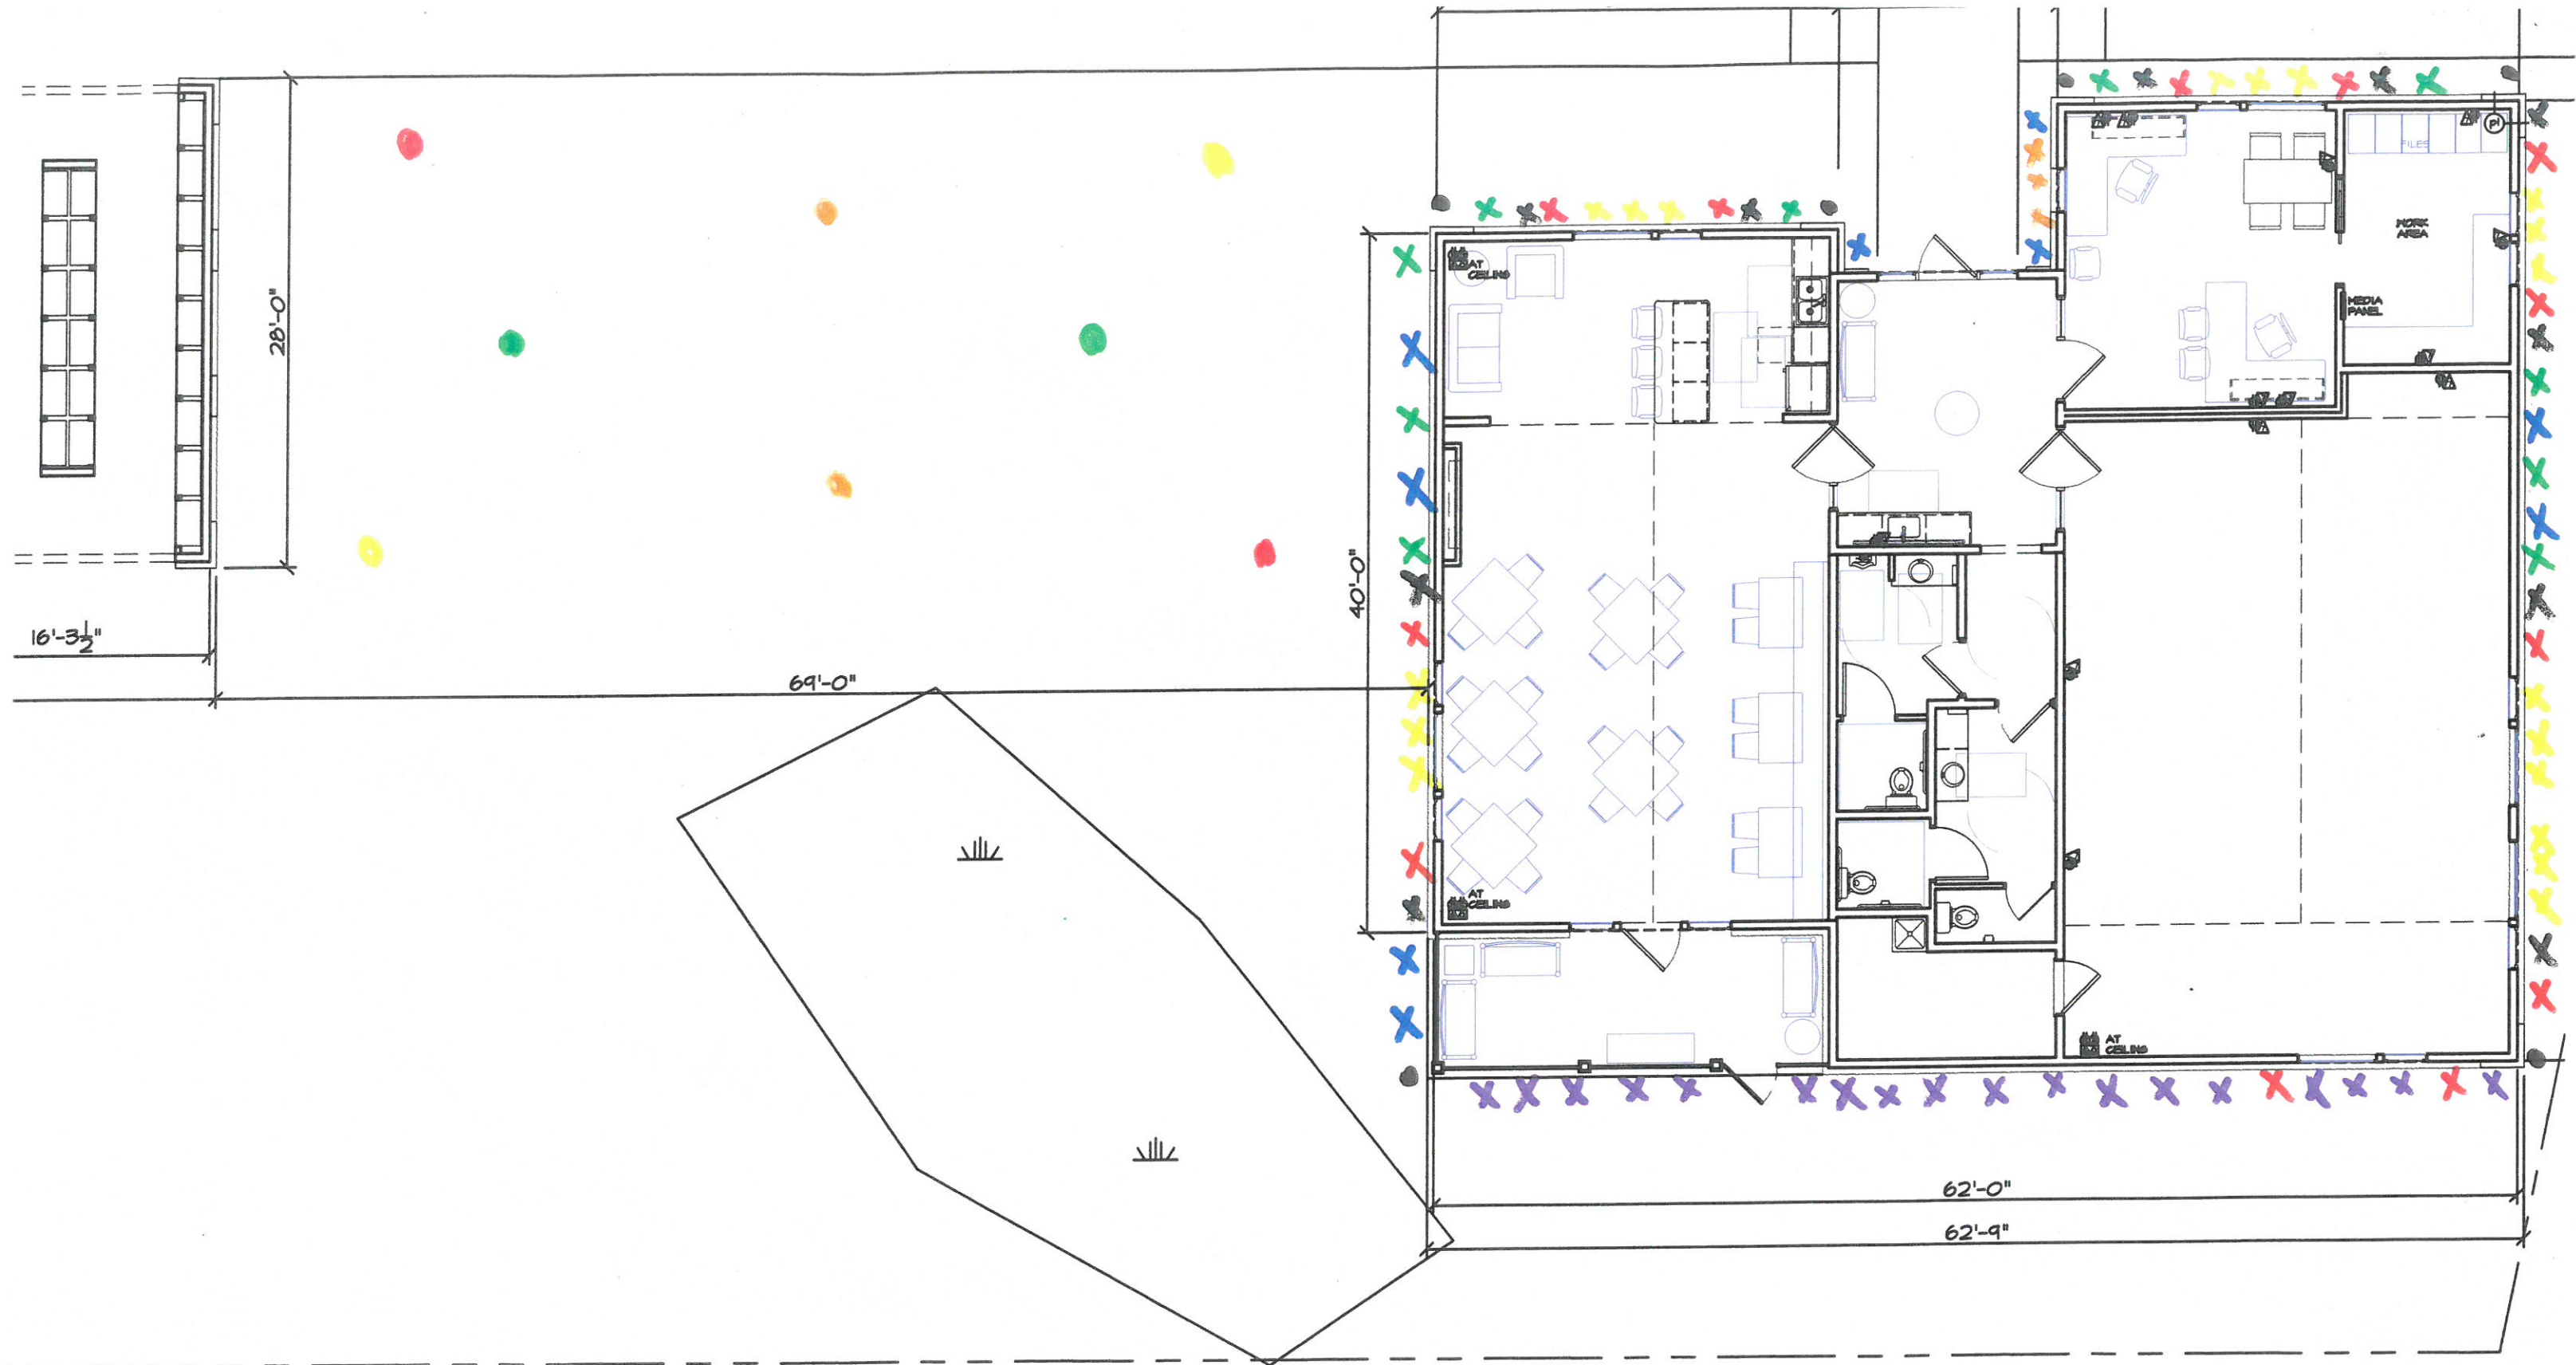 28'-0"
16'-3½"
69'-0"
40'-0"
AT
CEILING
AT
CEILING
FILES
WORK
AREA
MEDIA
PANEL
AT
CEILING
62'-0"
62'-9"